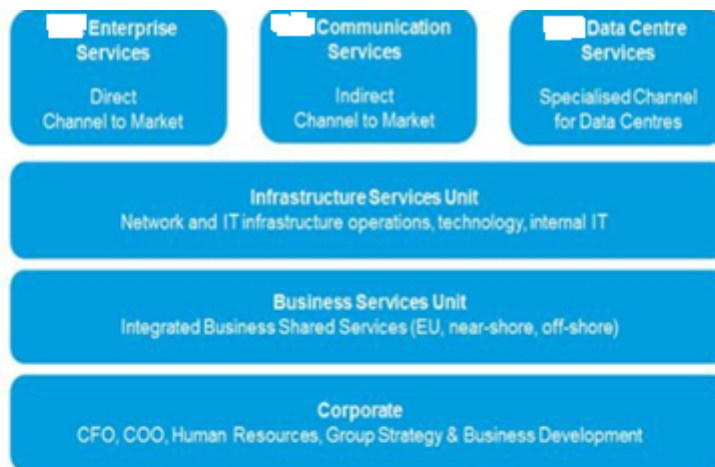 Enterprise
Services
Direct
Channel to Market
Communication
Services
Indirect
Channel to Market
Data Centre
Services
Specialised Channel
for Data Centres
Infrastructure Services Unit
Network and IT infrastructure operations, technology, internal IT
Business Services Unit
Integrated Business Shared Services (EU, near-shore, off-shore)
Corporate
CFO, COO, Human Resources, Group Strategy & Business Development